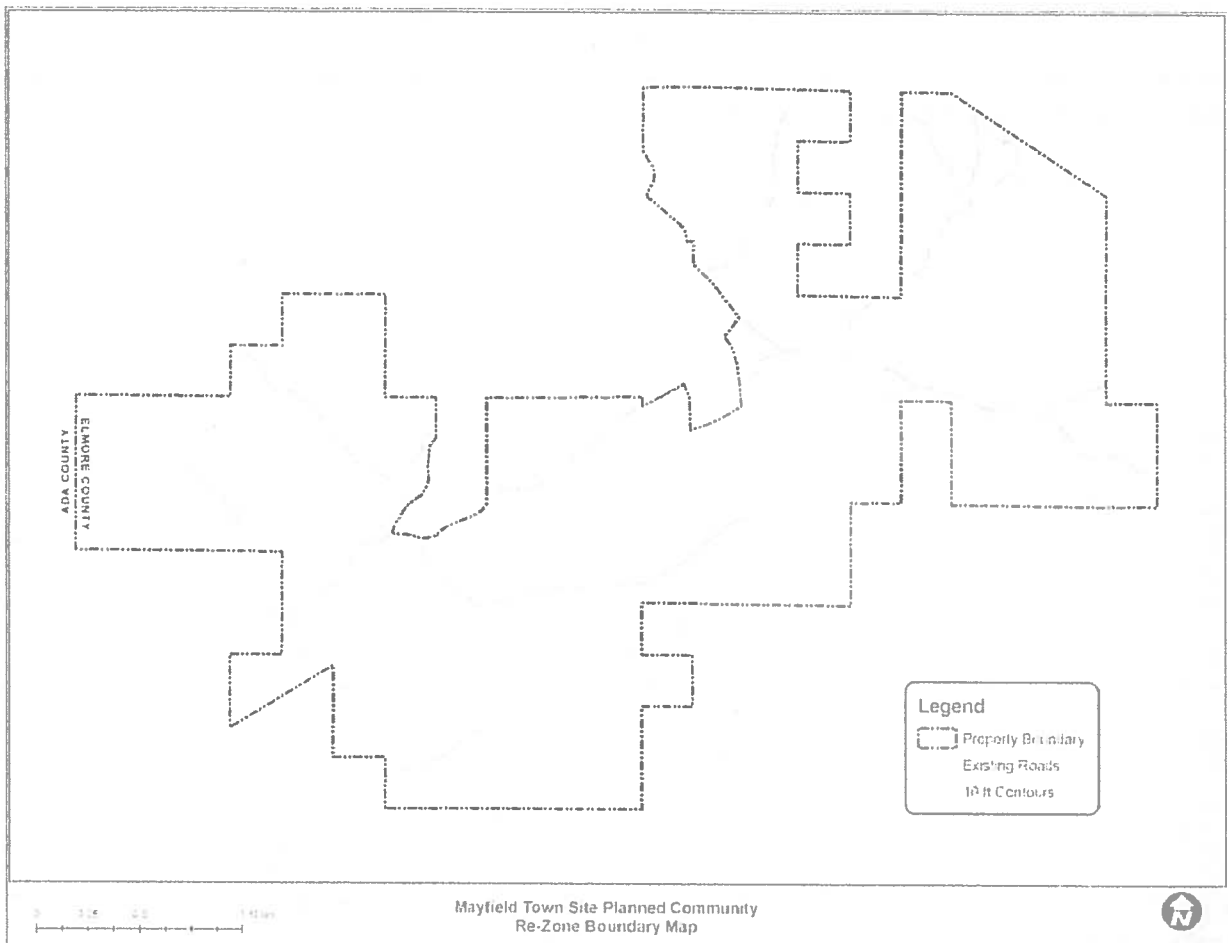 ADA COUNTY
ELMORE COUNTY
Legend
Property Boundary
Existing Roads
10 ft Contours
0
Mayfield Town Site Planned Community
Re-Zone Boundary Map
N